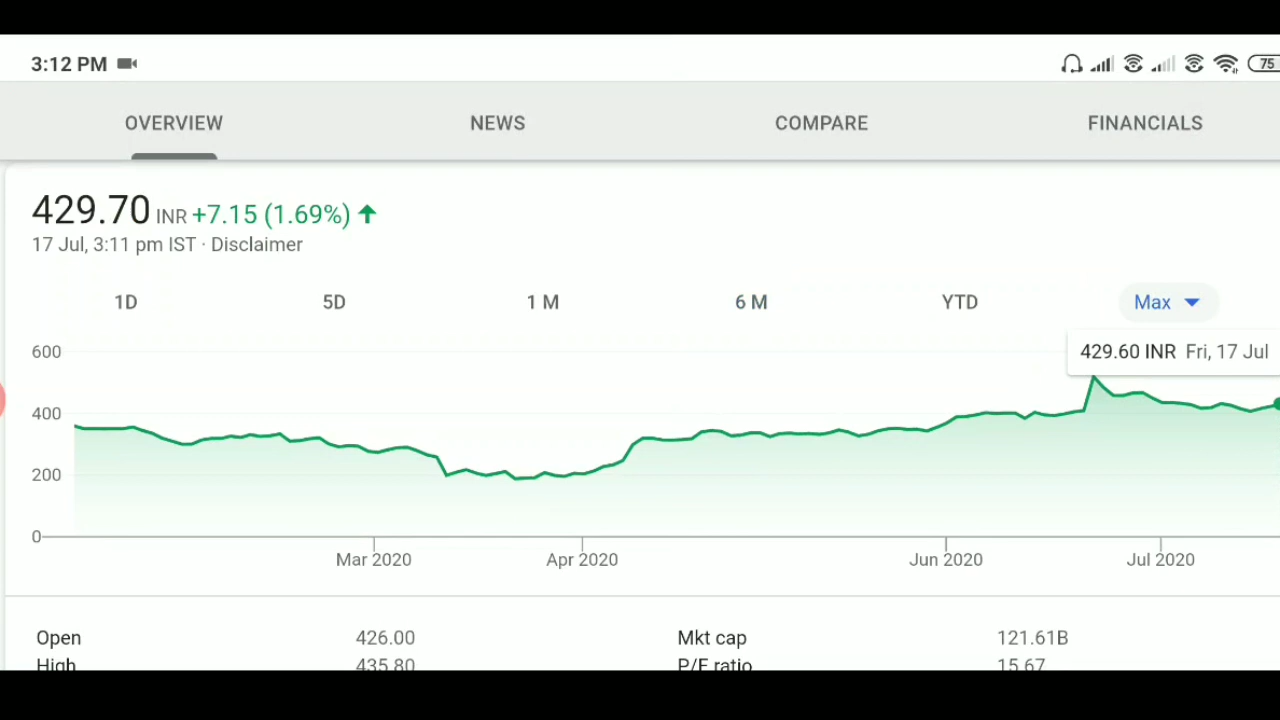 3:12 PM 75
OVERVIEW NEWS COMPARE FINANCIALS
429.70 INR +7.15 (1.69%)
17 Jul, 3:11 pm IST · Disclaimer
1D 5D 1 M 6 M YTD Max
429.60 INR Fri, 17 Jul
600
400
200
0
Mar 2020 Apr 2020 Jun 2020 Jul 2020
Open 426.00 Mkt cap 121.61B
High 435.80 P/E ratio 15.67